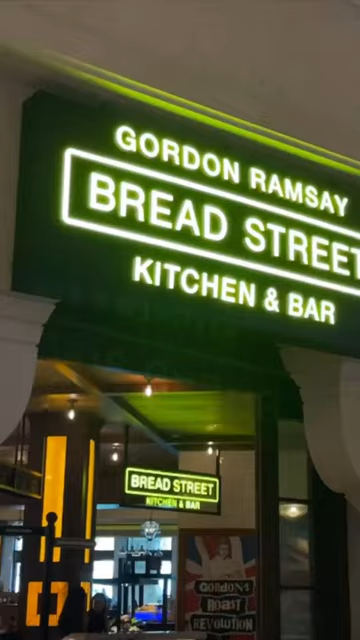 GORDON RAMSAY
BREAD STREET
KITCHEN & BAR
BREAD STREET
KITCHEN & BAR
GORDON'S
ROAST
REVOLUTION